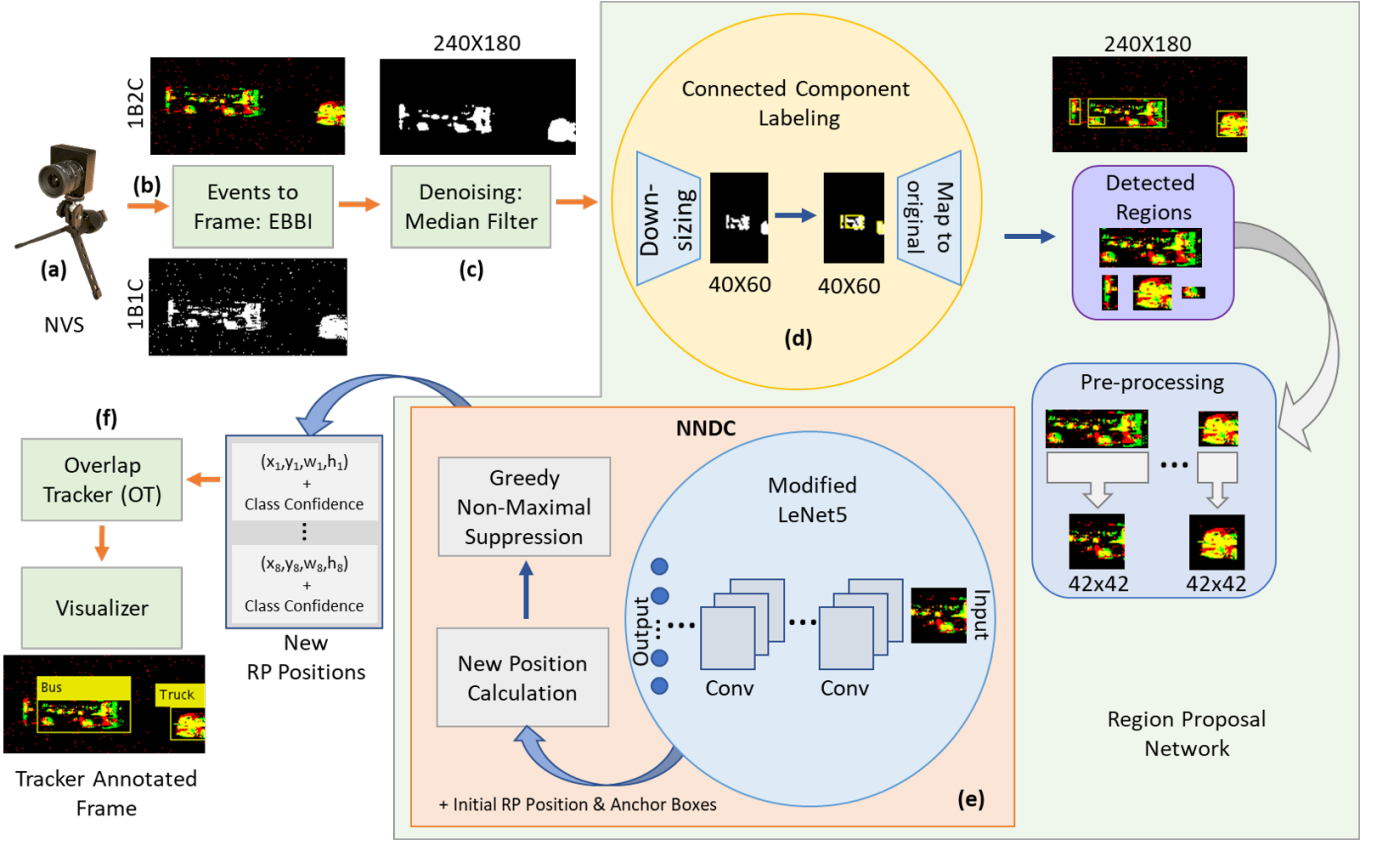 240X180
1B2C
(a)
NVS
(b)
Events to
Frame: EBBI
1B1C
Denoising:
Median Filter
(c)
Connected Component
Labeling
Down-
sizing
40X60
40X60
Map to
original
(d)
240X180
Detected
Regions
Pre-processing
42x42
42x42
Region Proposal
Network
NNDC
Modified
LeNet5
Input
Conv
Conv
Output
(e)
+ Initial RP Position & Anchor Boxes
New Position
Calculation
Greedy
Non-Maximal
Suppression
(x₁,y₁,w₁,h₁)
+
Class Confidence
(x₈,y₈,w₈,h₈)
+
Class Confidence
New
RP Positions
(f)
Overlap
Tracker (OT)
Visualizer
Bus
Truck
Tracker Annotated
Frame